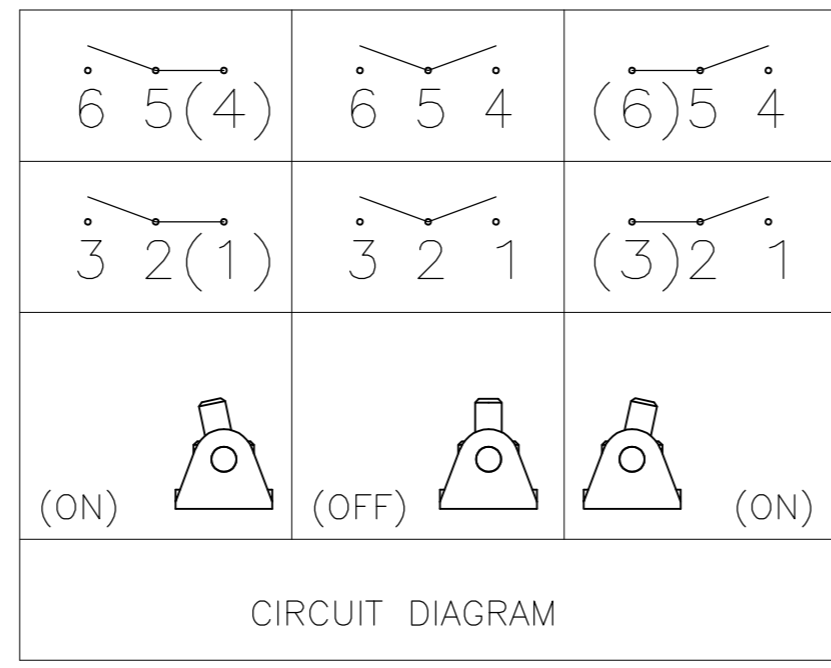 6 5(4)
6 5 4
(6)5 4
3 2(1)
3 2 1
(3)2 1
(ON)
(OFF)
(ON)
CIRCUIT DIAGRAM